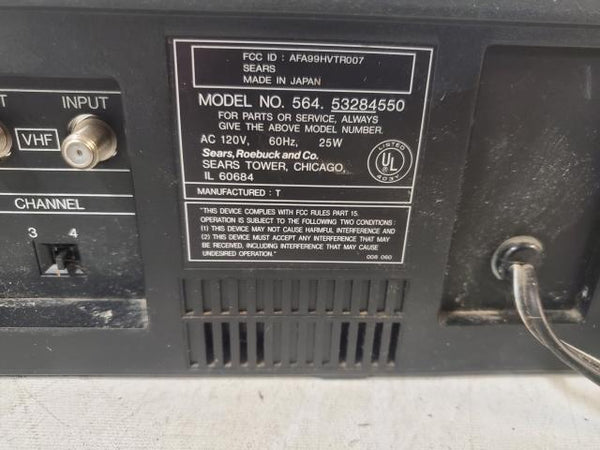 FCC ID : AFA99HVTR007
SEARS
MADE IN JAPAN
MODEL NO. 564. 53284550
FOR PARTS OR SERVICE, ALWAYS
GIVE THE ABOVE MODEL NUMBER.
AC 120V, 60Hz, 25W
Sears, Roebuck and Co.
SEARS TOWER, CHICAGO,
IL 60684
LISTED
UL
403T
MANUFACTURED : T
"THIS DEVICE COMPLIES WITH FCC RULES PART 15.
OPERATION IS SUBJECT TO THE FOLLOWING TWO CONDITIONS :
(1) THIS DEVICE MAY NOT CAUSE HARMFUL INTERFERENCE AND
(2) THIS DEVICE MUST ACCEPT ANY INTERFERENCE THAT MAY
BE RECEIVED, INCLUDING INTERFERENCE THAT MAY CAUSE
UNDESIRED OPERATION."
008 060
INPUT
VHF
CHANNEL
3 4